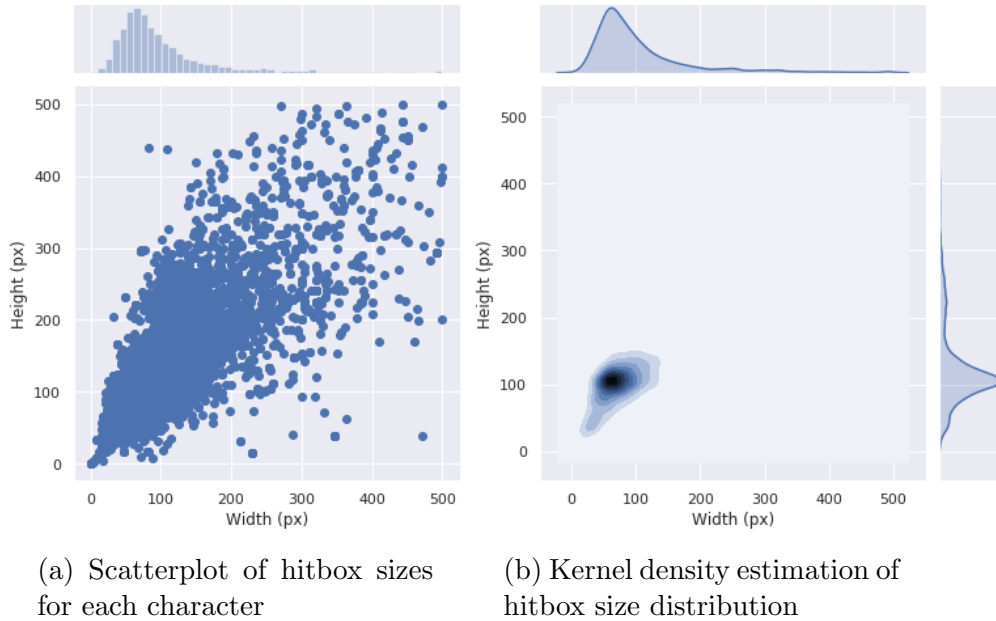 500
400
300
200
100
0
Height (px)
0 100 200 300 400 500
Width (px)
500
400
300
200
100
0
Height (px)
0 100 200 300 400 500
Width (px)
(a) Scatterplot of hitbox sizes
for each character
(b) Kernel density estimation of
hitbox size distribution